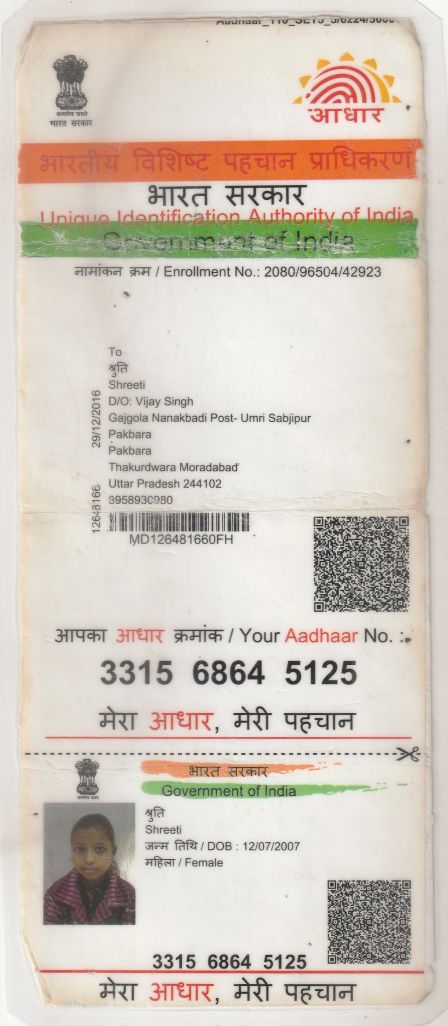 सत्यमेव जयते
भारत सरकार
आधार
भारतीय विशिष्ट पहचान प्राधिकरण
भारत सरकार
Unique Identification Authority of India
Government of India
नामांकन क्रम / Enrollment No.: 2080/96504/42923
To
श्रुति
Shreeti
D/O: Vijay Singh
Gajgola Nanakbadi Post- Umri Sabjipur
Pakbara
Pakbara
Thakurdwara Moradabad
Uttar Pradesh 244102
9958930980
29/12/2016
12648166
MD126481660FH
आपका आधार क्रमांक / Your Aadhaar No. :
3315 6864 5125
मेरा आधार, मेरी पहचान
भारत सरकार
Government of India
श्रुति
Shreeti
जन्म तिथि / DOB : 12/07/2007
महिला / Female
3315 6864 5125
मेरा आधार, मेरी पहचान